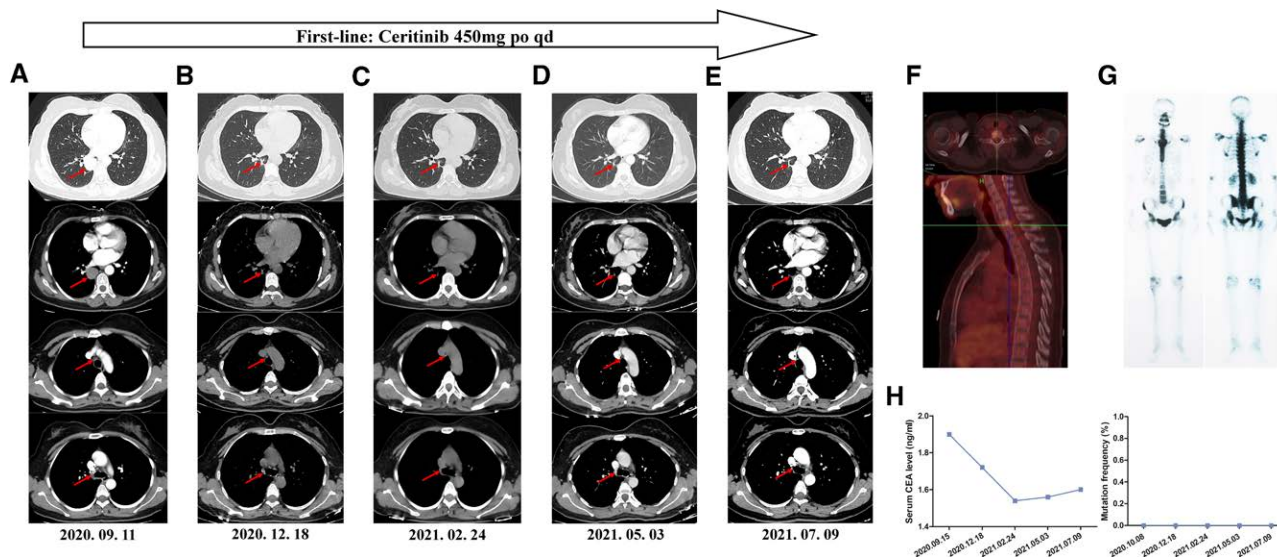 First-line: Ceritinib 450mg po qd
A
B
C
D
E
F
G
2020. 09. 11
2020. 12. 18
2021. 02. 24
2021. 05. 03
2021. 07. 09
H
Serum CEA level (ng/ml)
2.0
1.8
1.6
1.4
2020.09.15
2020.12.18
2021.02.24
2021.05.03
2021.07.09
Mutation frequency (%)
1.0
0.8
0.6
0.4
0.2
0.0
2020.10.08
2020.12.18
2021.02.24
2021.05.03
2021.07.09